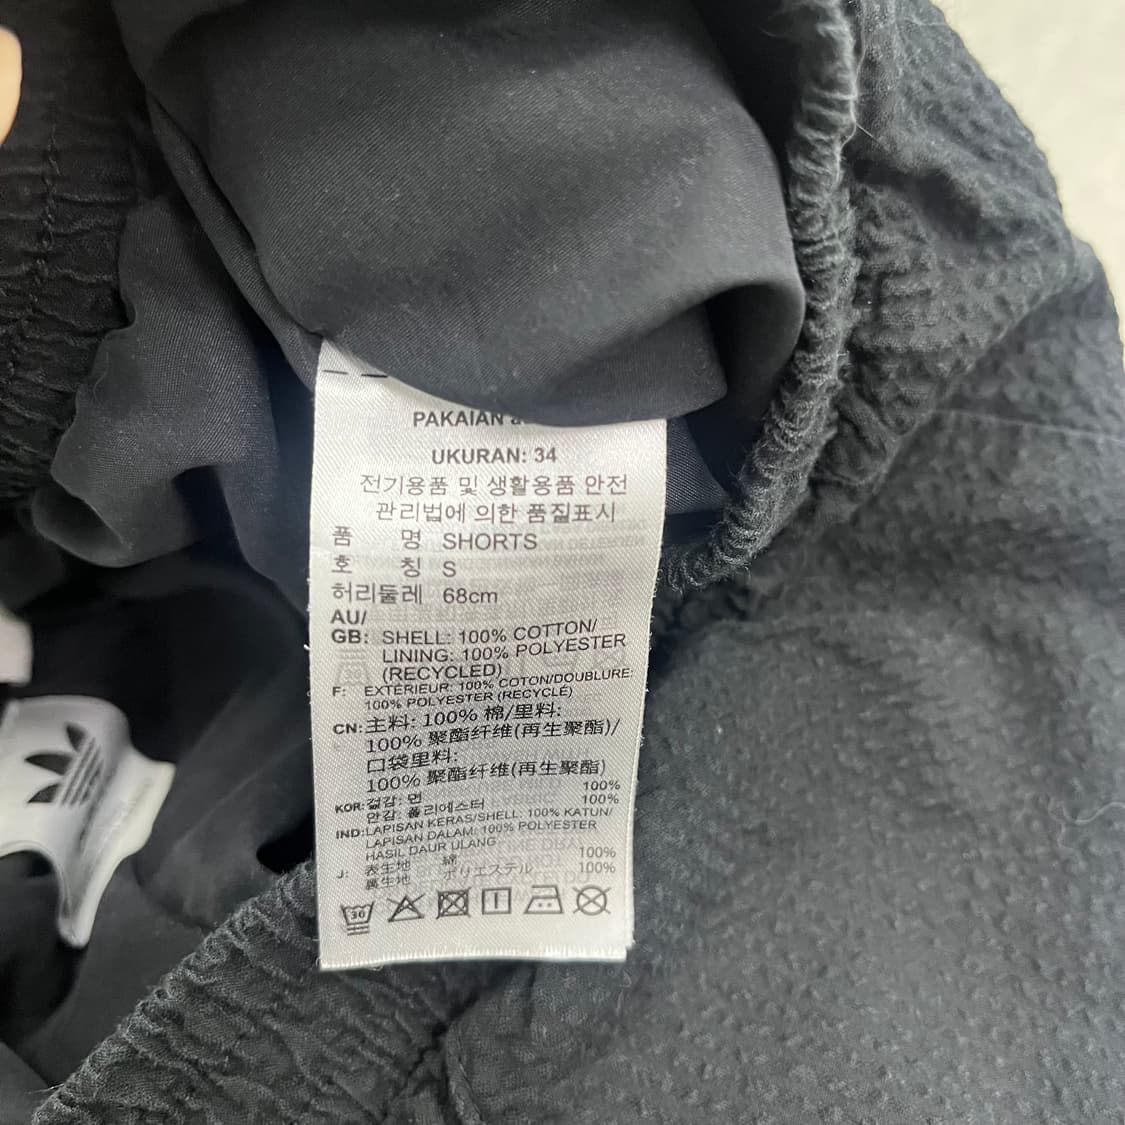 PAKAIAN
UKURAN: 34
전기용품 및 생활용품 안전
관리법에 의한 품질표시
품 명 SHORTS
호 칭 S
허리둘레 68cm
AU/
GB: SHELL: 100% COTTON/
LINING: 100% POLYESTER
(RECYCLED)
F: EXTÉRIEUR: 100% COTON/DOUBLURE:
100% POLYESTER (RECYCLÉ)
CN: 主料: 100% 棉/里料:
100% 聚酯纤维(再生聚酯)/
口袋里料:
100% 聚酯纤维(再生聚酯)
KOR: 겉감: 면 100%
안감: 폴리에스터 100%
IND: LAPISAN KERAS/SHELL: 100% KATUN/
LAPISAN DALAM: 100% POLYESTER
HASIL DAUR ULANG
J: 表生地 綿 100%
裏生地 ポリエステル 100%
30